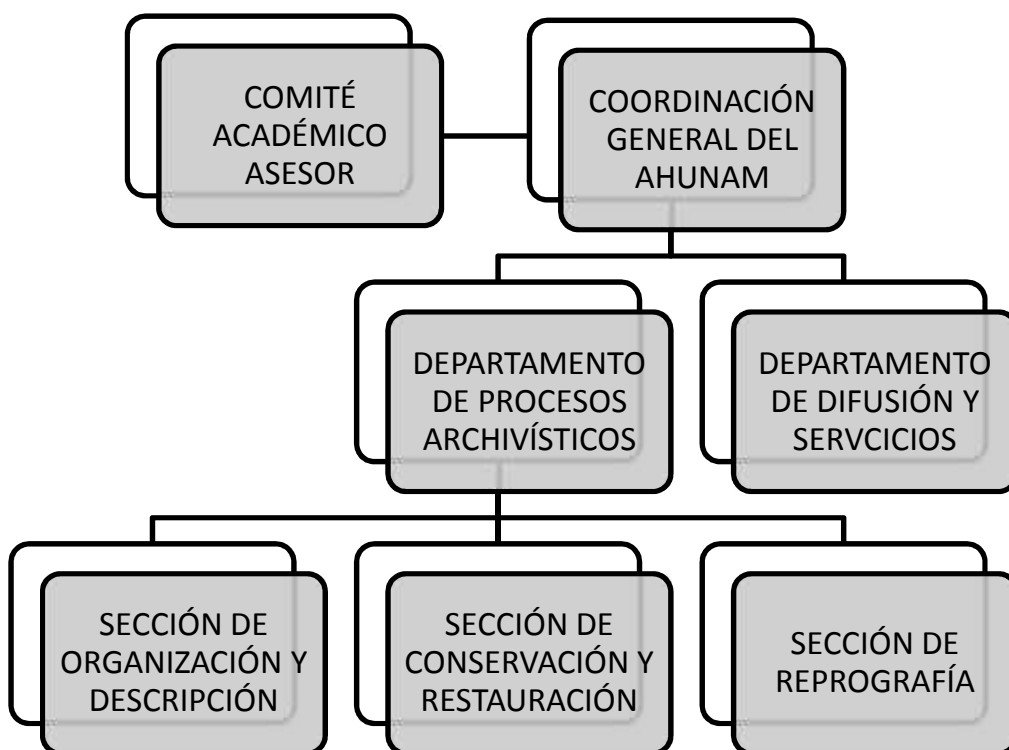 COMITÉ
ACADÉMICO
ASESOR
COORDINACIÓN
GENERAL DEL
AHUNAM
DEPARTAMENTO
DE PROCESOS
ARCHIVÍSTICOS
DEPARTAMENTO
DE DIFUSIÓN Y
SERVCICIOS
SECCIÓN DE
ORGANIZACIÓN Y
DESCRIPCIÓN
SECCIÓN DE
CONSERVACIÓN Y
RESTAURACIÓN
SECCIÓN DE
REPROGRAFÍA